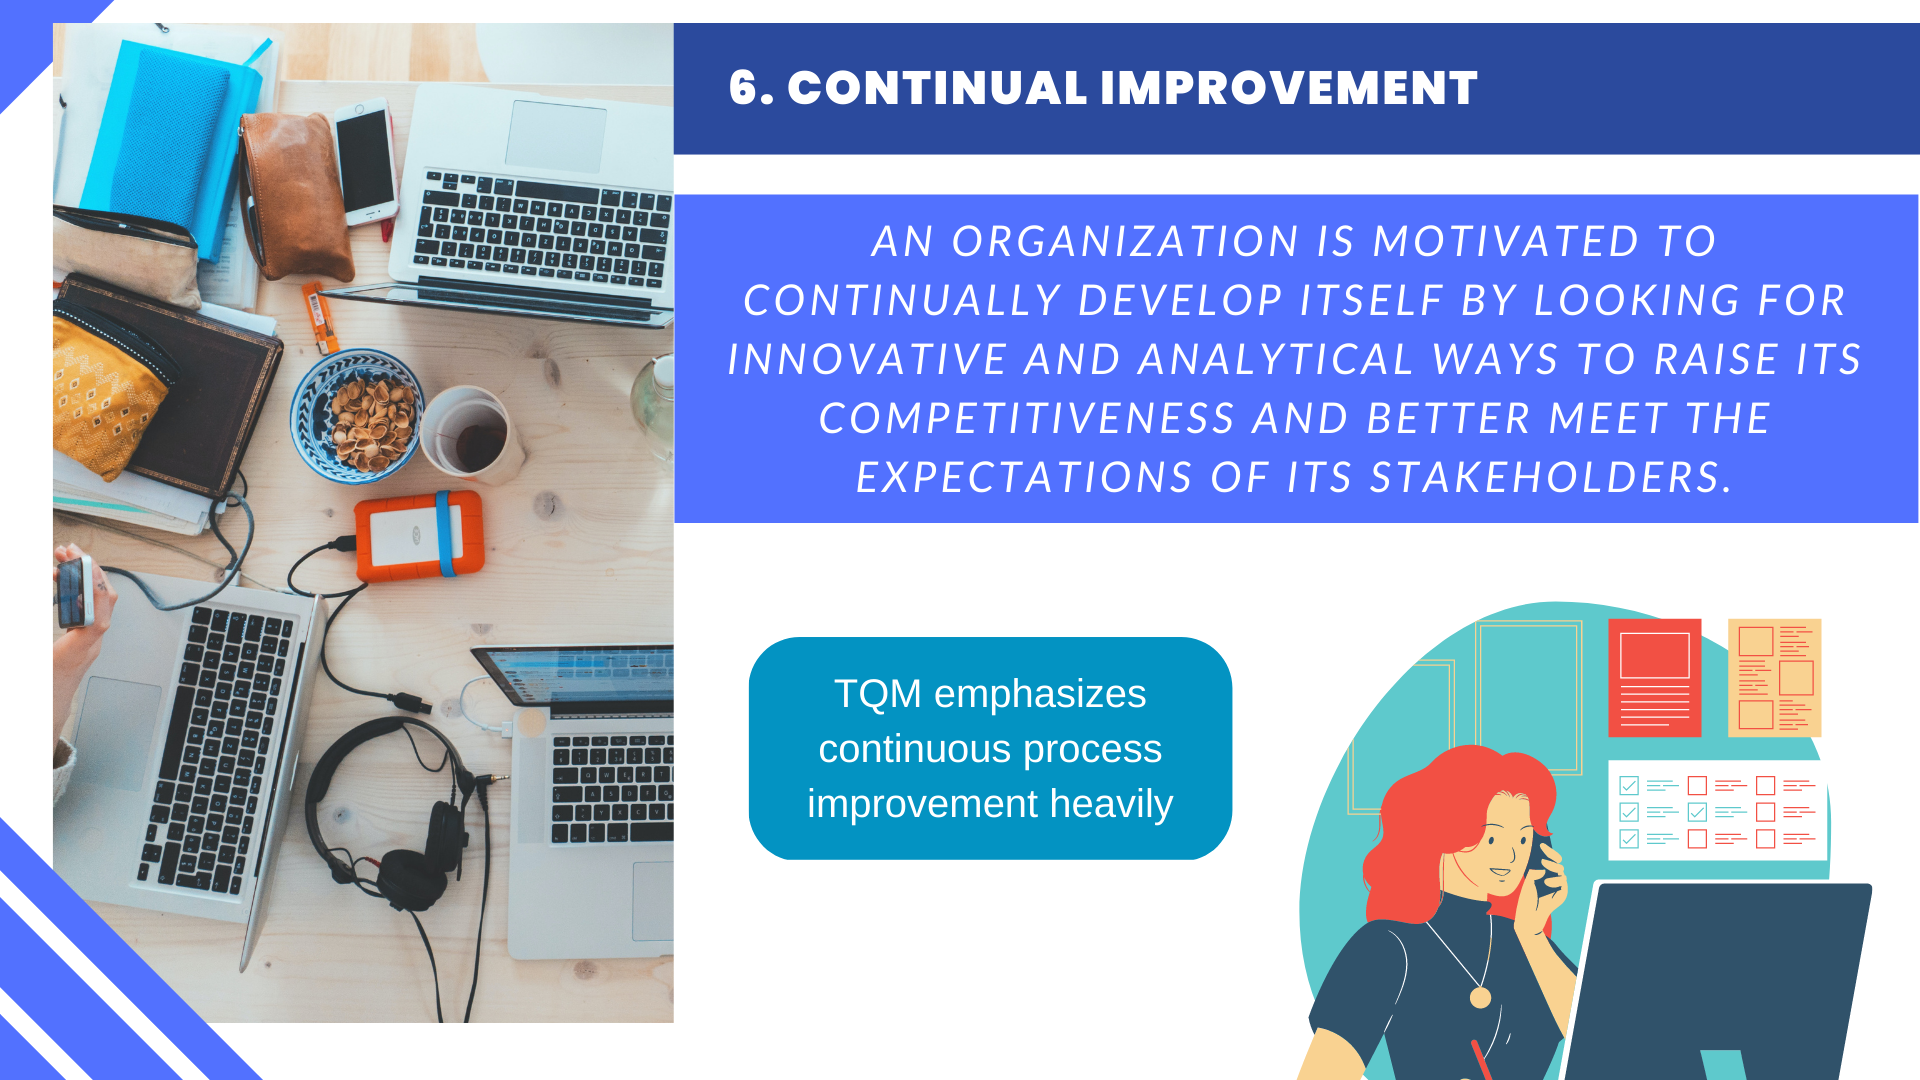 6. CONTINUAL IMPROVEMENT
AN ORGANIZATION IS MOTIVATED TO
CONTINUALLY DEVELOP ITSELF BY LOOKING FOR
INNOVATIVE AND ANALYTICAL WAYS TO RAISE ITS
COMPETITIVENESS AND BETTER MEET THE
EXPECTATIONS OF ITS STAKEHOLDERS.
TQM emphasizes
continuous process
improvement heavily